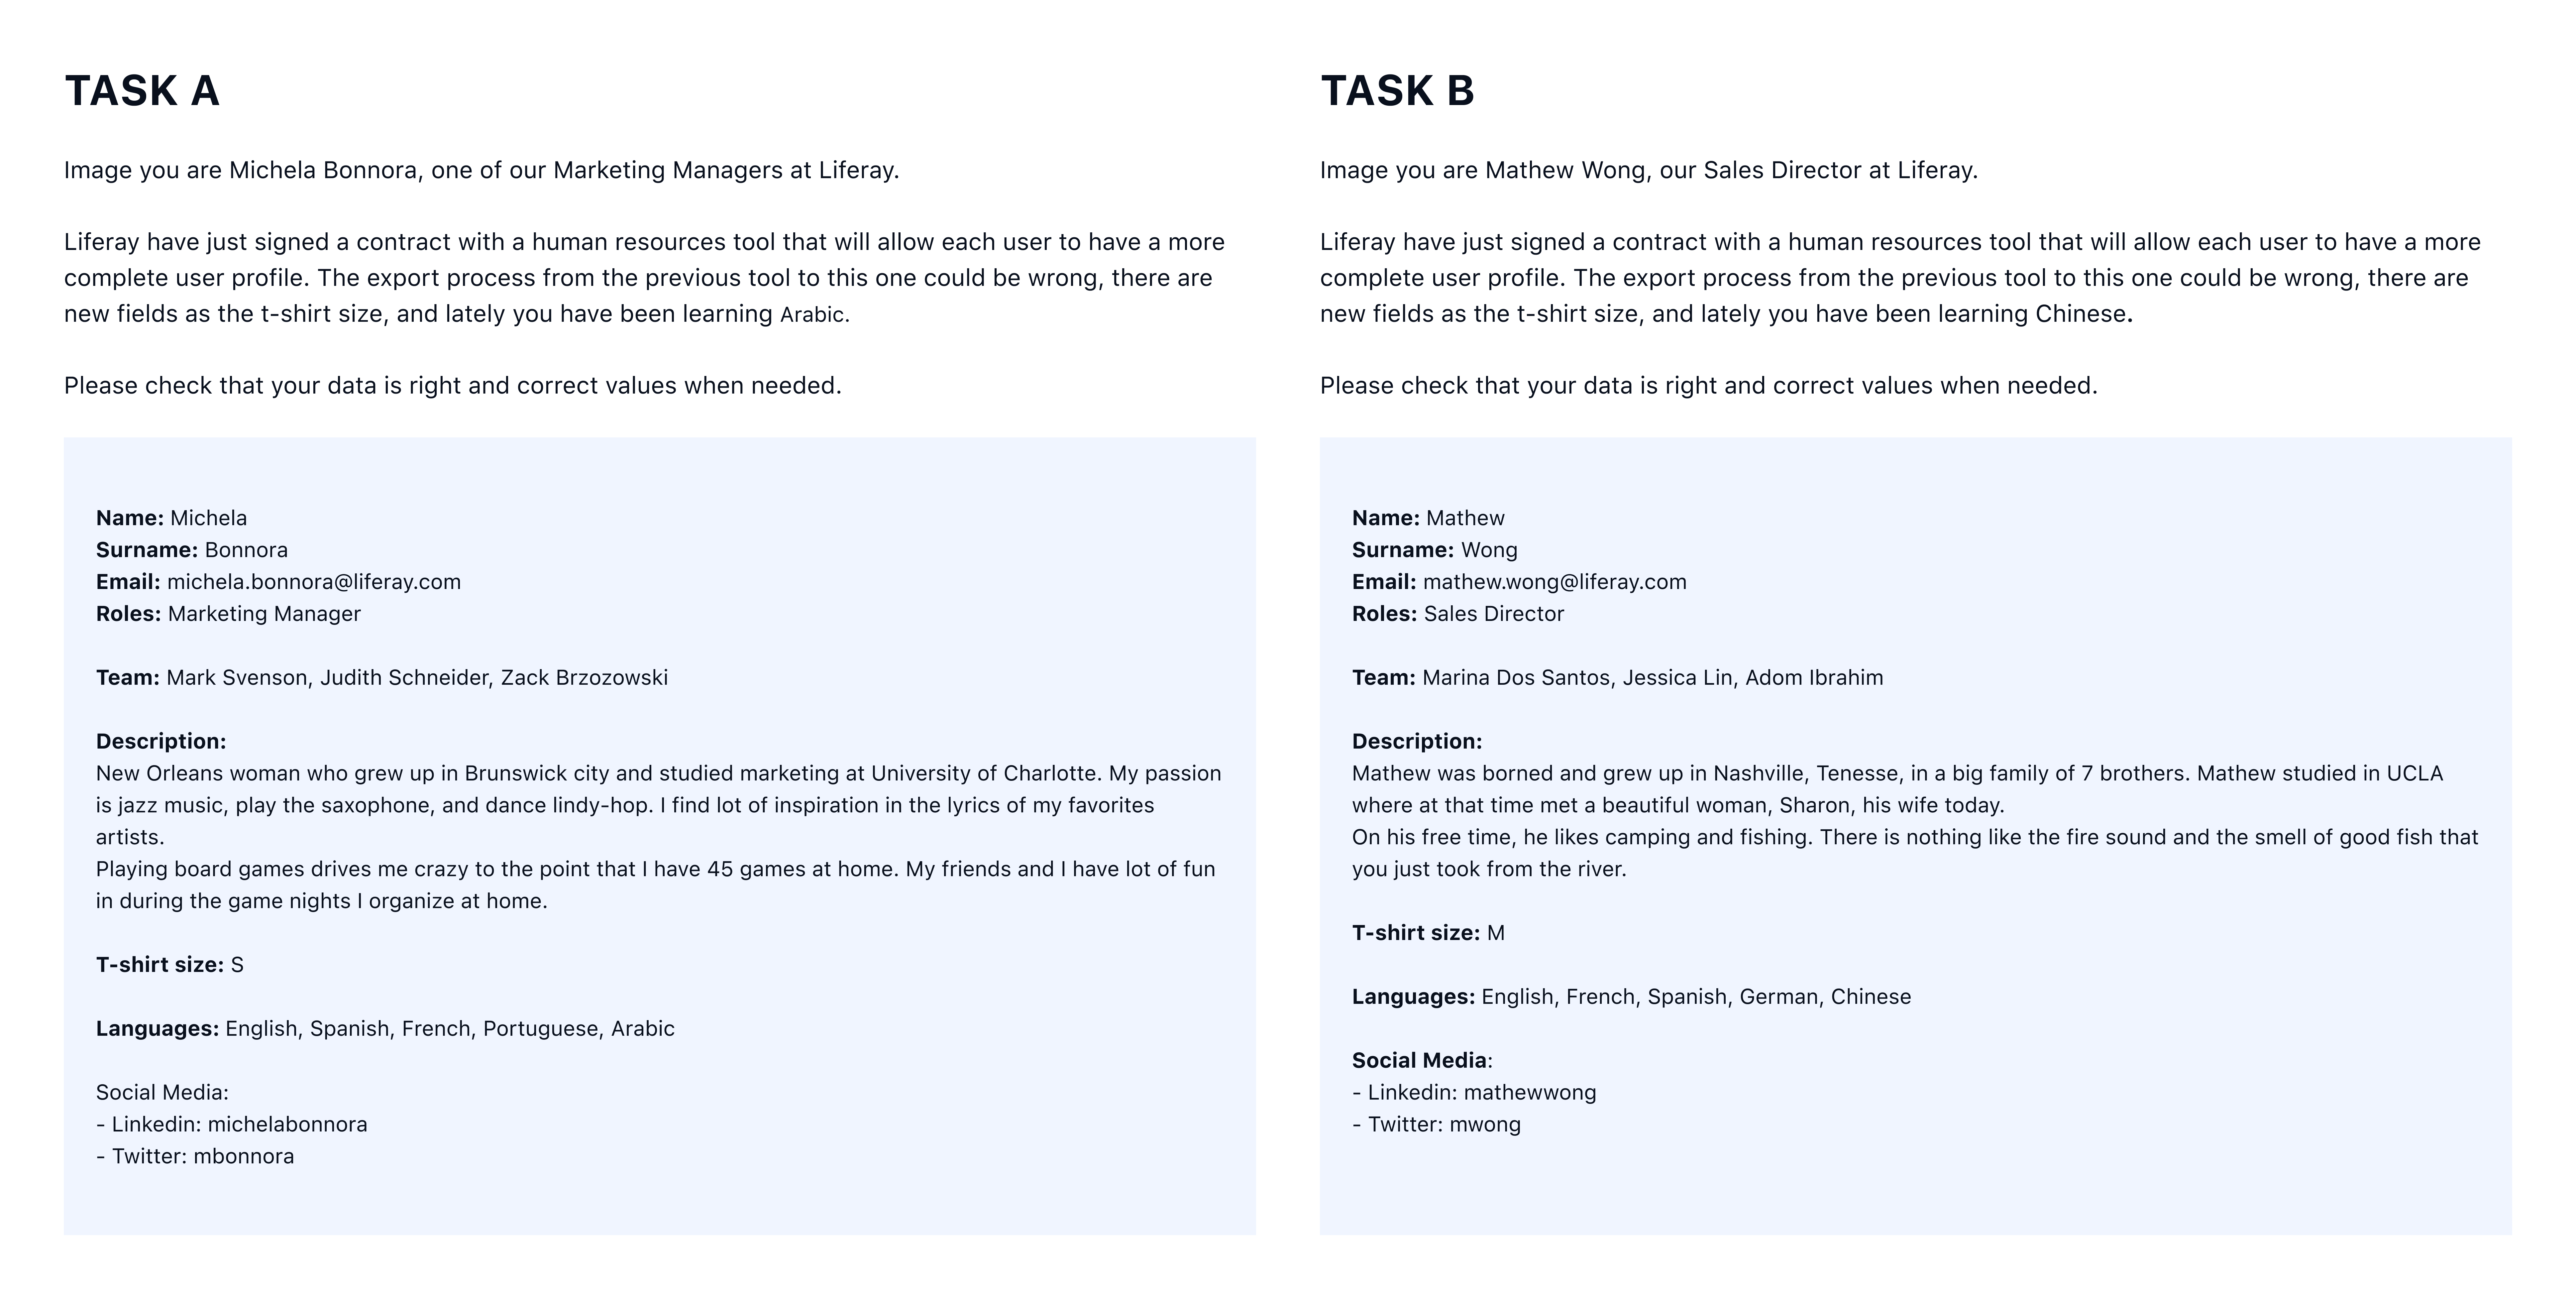 TASK A
Image you are Michela Bonnora, one of our Marketing Managers at Liferay.
Liferay have just signed a contract with a human resources tool that will allow each user to have a more
complete user profile. The export process from the previous tool to this one could be wrong, there are
new fields as the t-shirt size, and lately you have been learning Arabic.
Please check that your data is right and correct values when needed.
Name: Michela
Surname: Bonnora
Email: michela.bonnora@liferay.com
Roles: Marketing Manager
Team: Mark Svenson, Judith Schneider, Zack Brzozowski
Description:
New Orleans woman who grew up in Brunswick city and studied marketing at University of Charlotte. My passion
is jazz music, play the saxophone, and dance lindy-hop. I find lot of inspiration in the lyrics of my favorites
artists.
Playing board games drives me crazy to the point that I have 45 games at home. My friends and I have lot of fun
in during the game nights I organize at home.
T-shirt size: S
Languages: English, Spanish, French, Portuguese, Arabic
Social Media:
- Linkedin: michelabonnora
- Twitter: mbonnora
TASK B
Image you are Mathew Wong, our Sales Director at Liferay.
Liferay have just signed a contract with a human resources tool that will allow each user to have a more
complete user profile. The export process from the previous tool to this one could be wrong, there are
new fields as the t-shirt size, and lately you have been learning Chinese.
Please check that your data is right and correct values when needed.
Name: Mathew
Surname: Wong
Email: mathew.wong@liferay.com
Roles: Sales Director
Team: Marina Dos Santos, Jessica Lin, Adom Ibrahim
Description:
Mathew was borned and grew up in Nashville, Tenesse, in a big family of 7 brothers. Mathew studied in UCLA
where at that time met a beautiful woman, Sharon, his wife today.
On his free time, he likes camping and fishing. There is nothing like the fire sound and the smell of good fish that
you just took from the river.
T-shirt size: M
Languages: English, French, Spanish, German, Chinese
Social Media:
- Linkedin: mathewwong
- Twitter: mwong